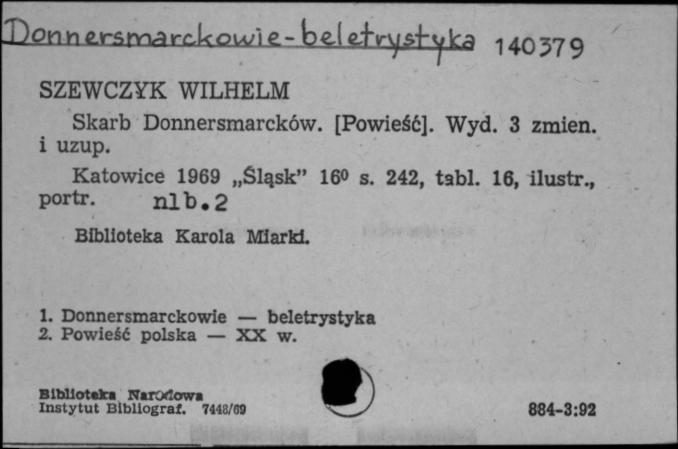 Donnersmarckowie-beletrystyka 140379
SZEWCZYK WILHELM
Skarb Donnersmarcków. [Powieść]. Wyd. 3 zmien.
i uzup.
Katowice 1969 „Śląsk” 16⁰ s. 242, tabl. 16, ilustr.,
portr. nlb. 2
Biblioteka Karola Miarki.
1. Donnersmarckowie — beletrystyka
2. Powieść polska — XX w.
Biblioteka Narodowa
Instytut Bibliograf. 7448/69
884-3:92